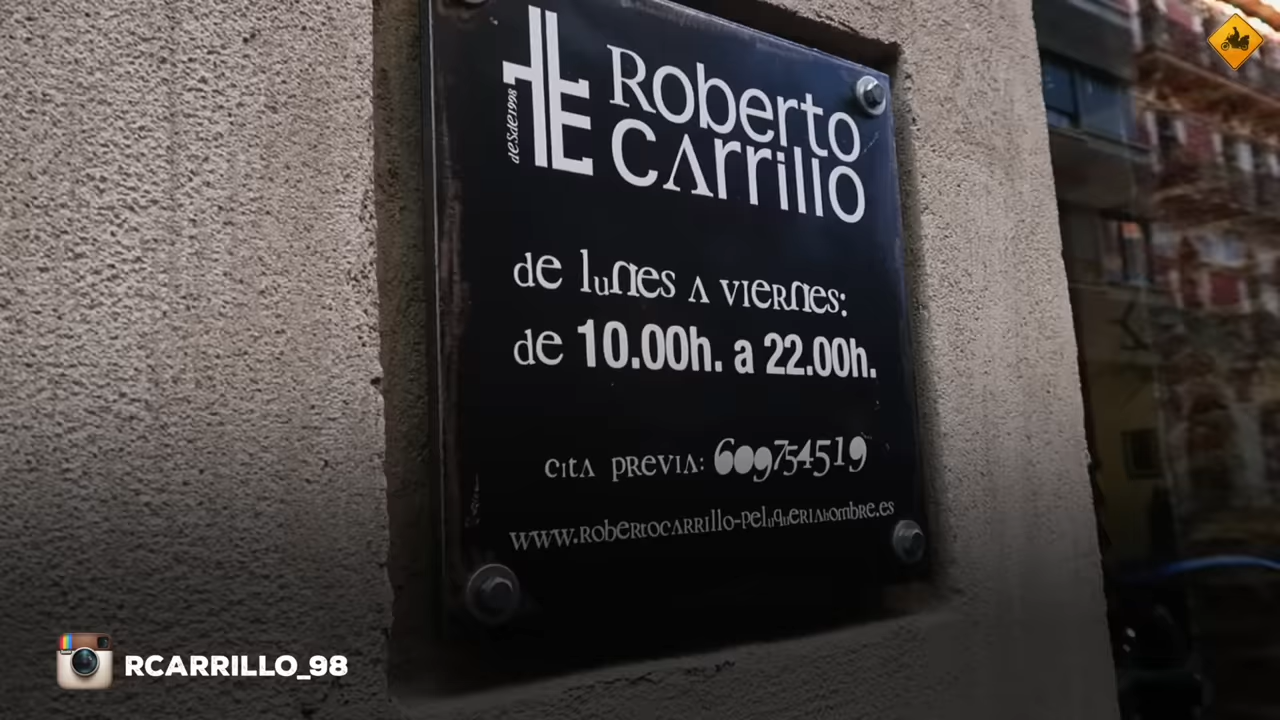 desde 1998
Roberto
Carrillo
de lunes a viernes:
de 10.00h. a 22.00h.
cita previa: 609754519
www.robertocarrillo-peluqueriahombre.es
RCARRILLO_98